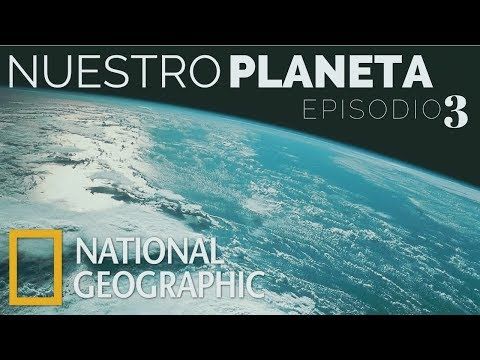 NUESTRO PLANETA
EPISODIO 3
NATIONAL
GEOGRAPHIC